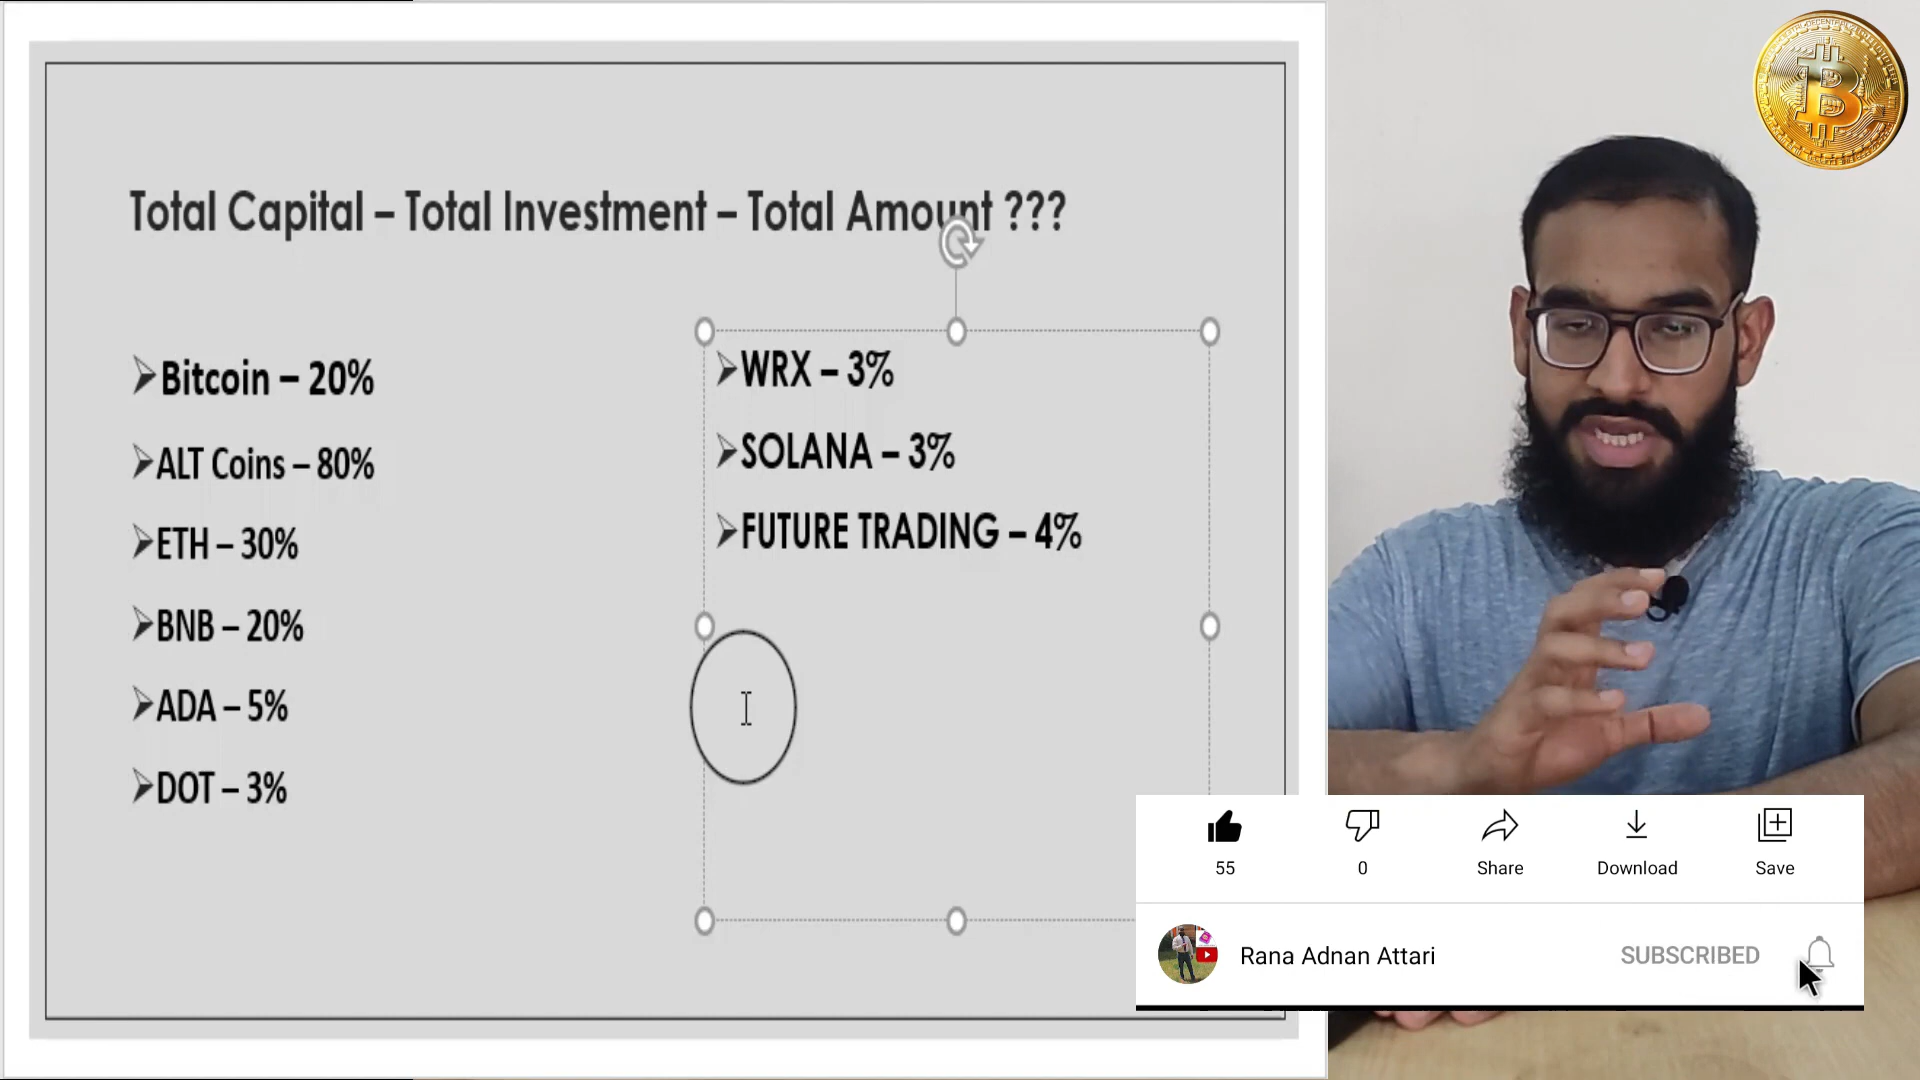 Total Capital – Total Investment – Total Amount ???
Bitcoin – 20%
ALT Coins – 80%
ETH – 30%
BNB – 20%
ADA – 5%
DOT – 3%
WRX – 3%
SOLANA – 3%
FUTURE TRADING – 4%
55
0
Share
Download
Save
Rana Adnan Attari
SUBSCRIBED